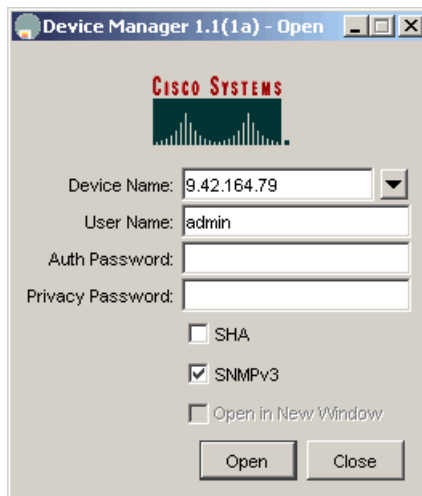 Device Manager 1.1(1a) - Open
CISCO SYSTEMS
Device Name: 9.42.164.79
User Name: admin
Auth Password:
Privacy Password:
SHA
SNMPv3
Open in New Window
Open Close